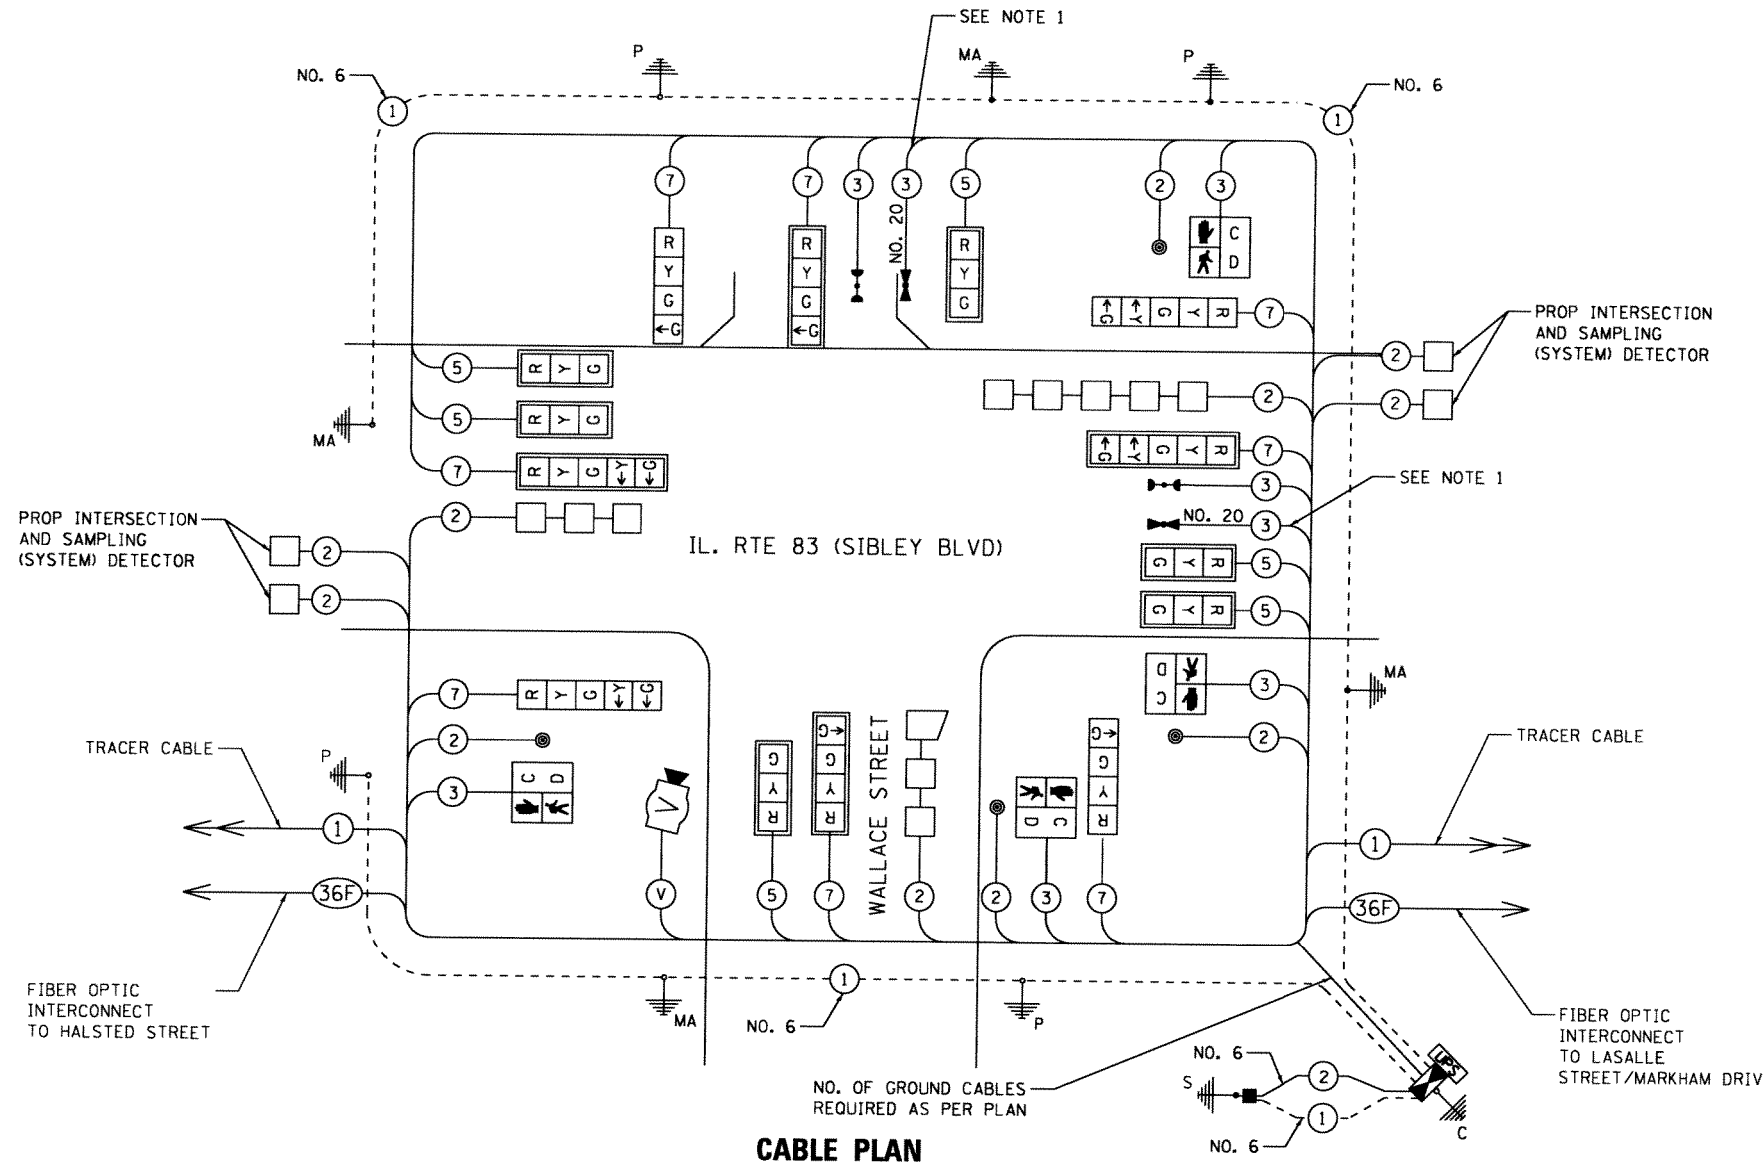 SEE NOTE 1
P
MA
P
NO. 6
NO. 6
1
1
7
7
3
3
5
2
3
NO. 20
R
Y
G
←G
R
Y
G
←G
R
Y
G
C
D
R Y G ←Y ←G
7
PROP INTERSECTION
AND SAMPLING
(SYSTEM) DETECTOR
2
2
5
R Y G
5
R Y G
7
R Y G ←Y ←G
MA
2
R Y G ←Y ←G
7
3
SEE NOTE 1
NO. 20
3
2
PROP INTERSECTION
AND SAMPLING
(SYSTEM) DETECTOR
2
2
IL. RTE 83 (SIBLEY BLVD)
R Y G
5
R Y G
5
C D
3
MA
2
7
R Y G ←Y ←G
2
3
C D
P
TRACER CABLE
1
36F
FIBER OPTIC
INTERCONNECT
TO HALSTED STREET
V
V
R Y G
5
R Y G ←G
7
WALLACE STREET
2
2
C D
3
R Y G ←G
7
TRACER CABLE
1
36F
FIBER OPTIC
INTERCONNECT
TO LASALLE
STREET/MARKHAM DRIV
MA
1
NO. 6
P
NO. OF GROUND CABLES
REQUIRED AS PER PLAN
UPS
NO. 6
S
2
1
NO. 6
C
CABLE PLAN